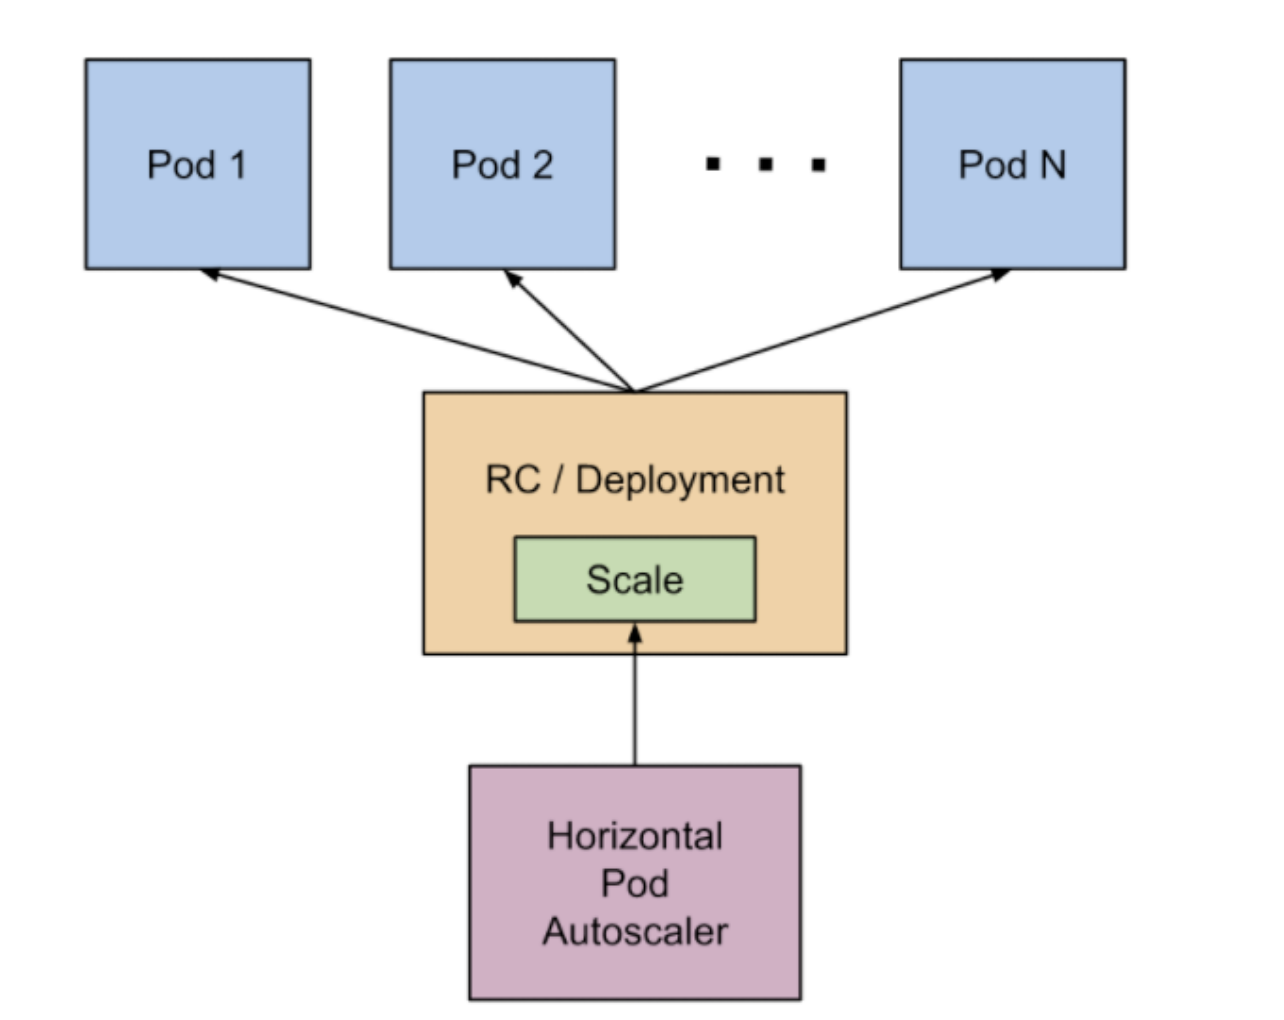 Pod 1
Pod 2
. . .
Pod N
RC / Deployment
Scale
Horizontal
Pod
Autoscaler